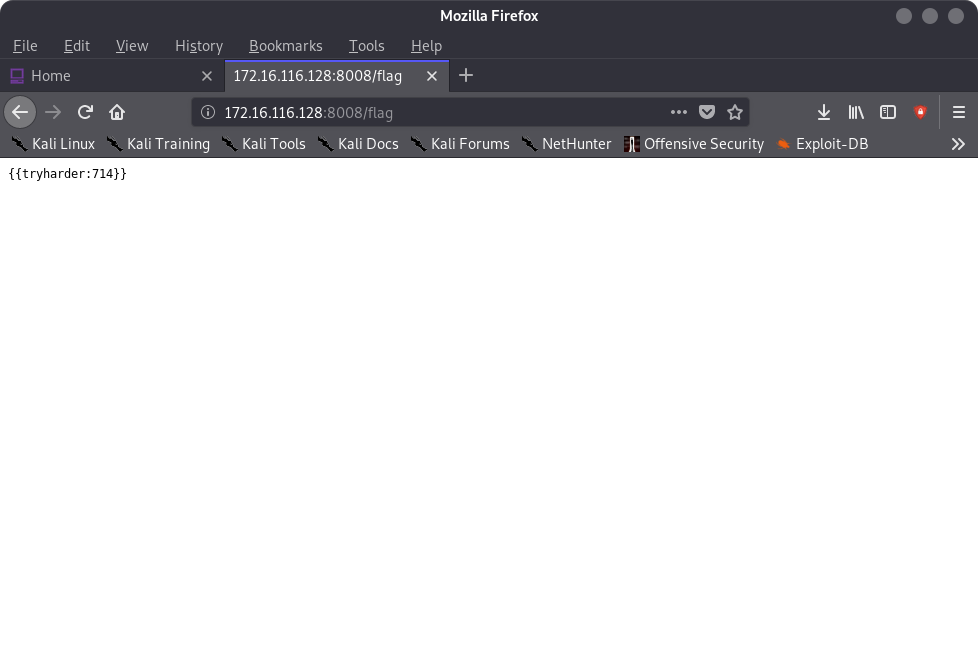 Mozilla Firefox
File Edit View History Bookmarks Tools Help
Home 172.16.116.128:8008/flag
172.16.116.128:8008/flag
Kali Linux Kali Training Kali Tools Kali Docs Kali Forums NetHunter Offensive Security Exploit-DB
{{tryharder:714}}